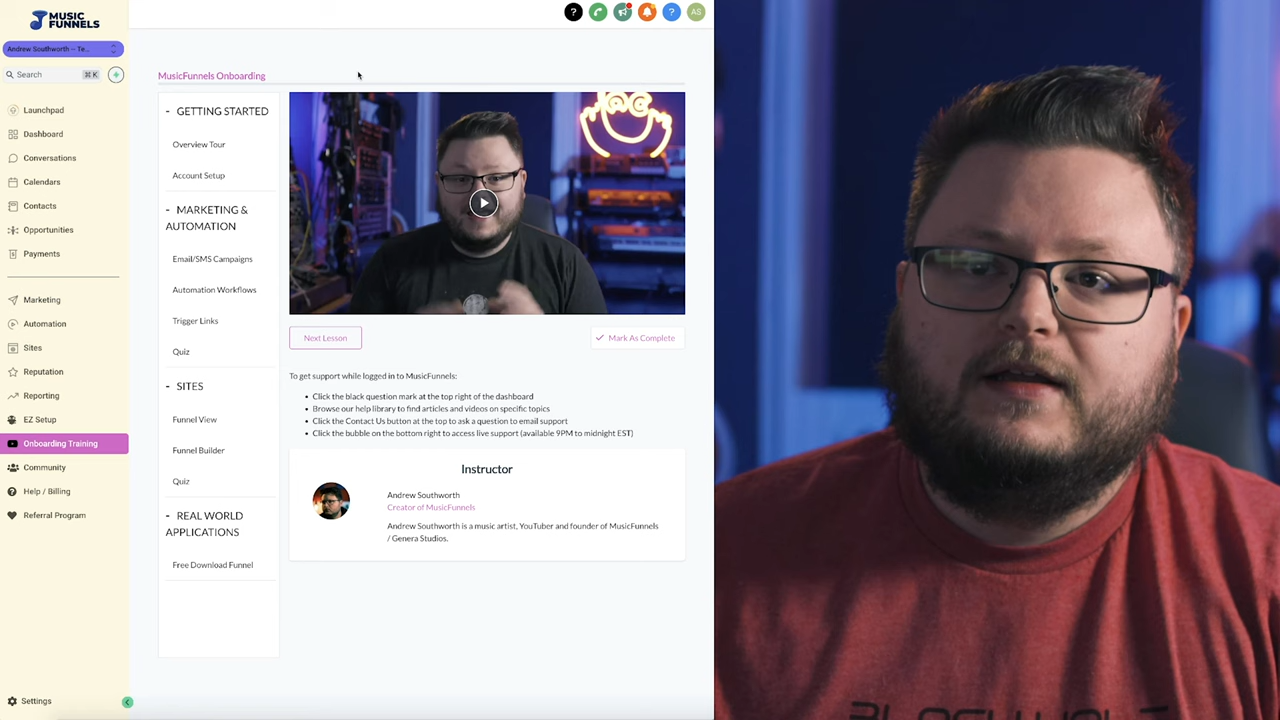 MUSIC
FUNNELS
Andrew Southworth -- Te...
Search
⌘ K
Launchpad
Dashboard
Conversations
Calendars
Contacts
Opportunities
Payments
Marketing
Automation
Sites
Reputation
Reporting
EZ Setup
Onboarding Training
Community
Help / Billing
Referral Program
Settings
?
?
AS
MusicFunnels Onboarding
- GETTING STARTED
Overview Tour
Account Setup
- MARKETING &
AUTOMATION
Email/SMS Campaigns
Automation Workflows
Trigger Links
Quiz
- SITES
Funnel View
Funnel Builder
Quiz
- REAL WORLD
APPLICATIONS
Free Download Funnel
Next Lesson
Mark As Complete
To get support while logged in to MusicFunnels:
• Click the black question mark at the top right of the dashboard
• Browse our help library to find articles and videos on specific topics
• Click the Contact Us button at the top to ask a question to email support
• Click the bubble on the bottom right to access live support (available 9PM to midnight EST)
Instructor
Andrew Southworth
Creator of MusicFunnels
Andrew Southworth is a music artist, YouTuber and founder of MusicFunnels
/ Genera Studios.